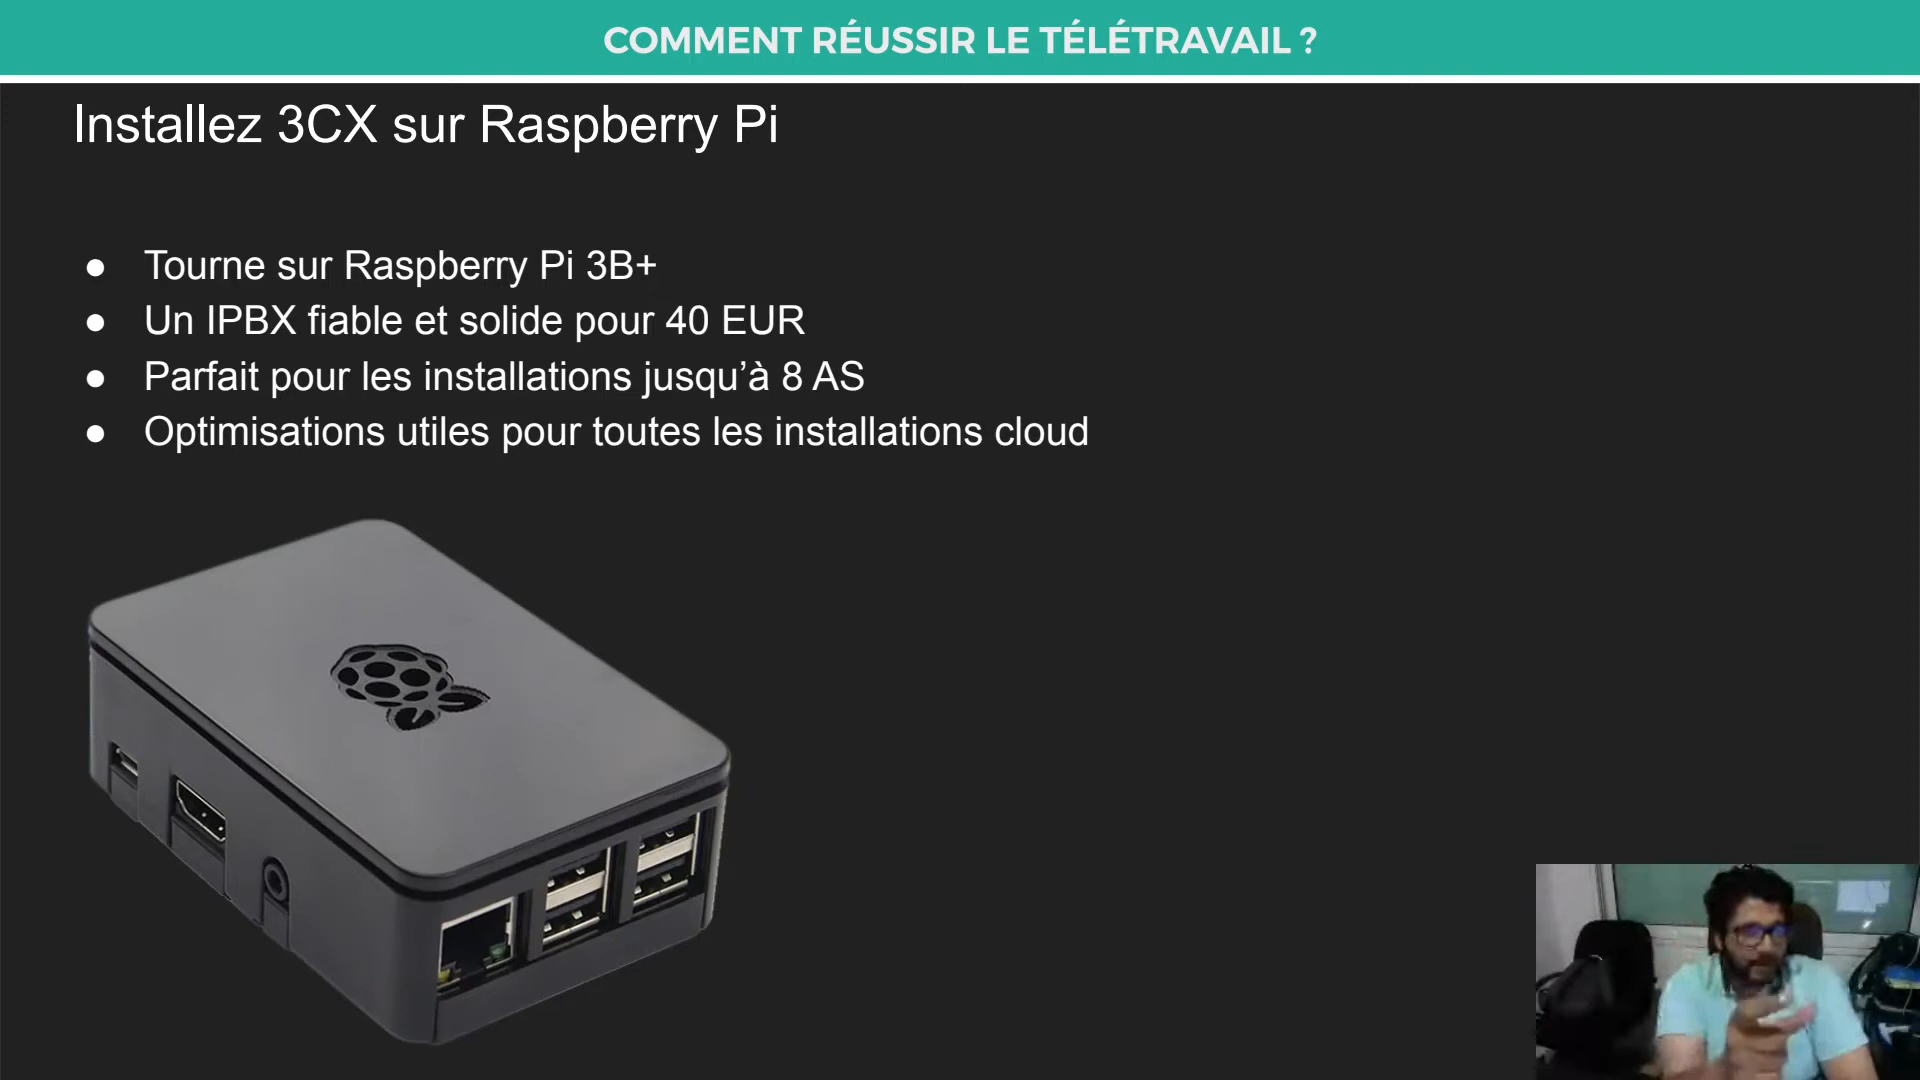 COMMENT RÉUSSIR LE TÉLÉTRAVAIL ?
Installez 3CX sur Raspberry Pi
● Tourne sur Raspberry Pi 3B+
● Un IPBX fiable et solide pour 40 EUR
● Parfait pour les installations jusqu’à 8 AS
● Optimisations utiles pour toutes les installations cloud